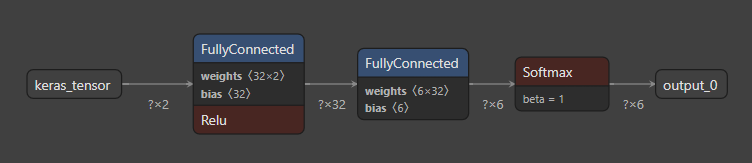 keras_tensor
?×2
FullyConnected
weights ⟨32×2⟩
bias ⟨32⟩
Relu
?×32
FullyConnected
weights ⟨6×32⟩
bias ⟨6⟩
?×6
Softmax
beta = 1
?×6
output_0